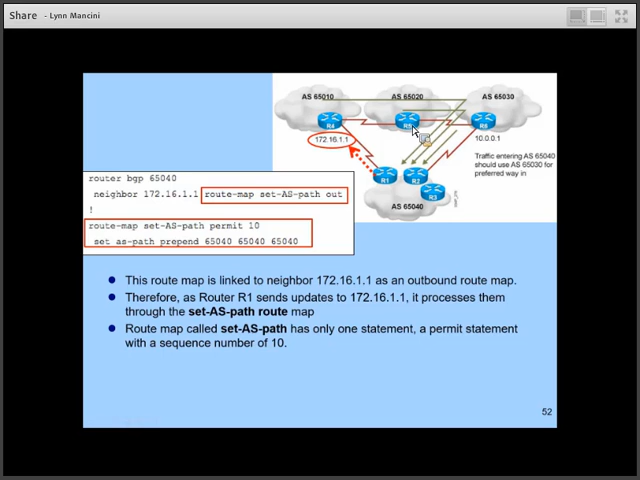 Share - Lynn Mancini
AS 65010
AS 65020
AS 65030
R4
R5
R6
172.16.1.1
10.0.0.1
Traffic entering AS 65040
should use AS 65030 for
preferred way in
R1
R2
R3
AS 65040
router bgp 65040
neighbor 172.16.1.1 route-map set-AS-path out
!
route-map set-AS-path permit 10
set as-path prepend 65040 65040 65040
This route map is linked to neighbor 172.16.1.1 as an outbound route map.
Therefore, as Router R1 sends updates to 172.16.1.1, it processes them
through the set-AS-path route map
Route map called set-AS-path has only one statement, a permit statement
with a sequence number of 10.
52